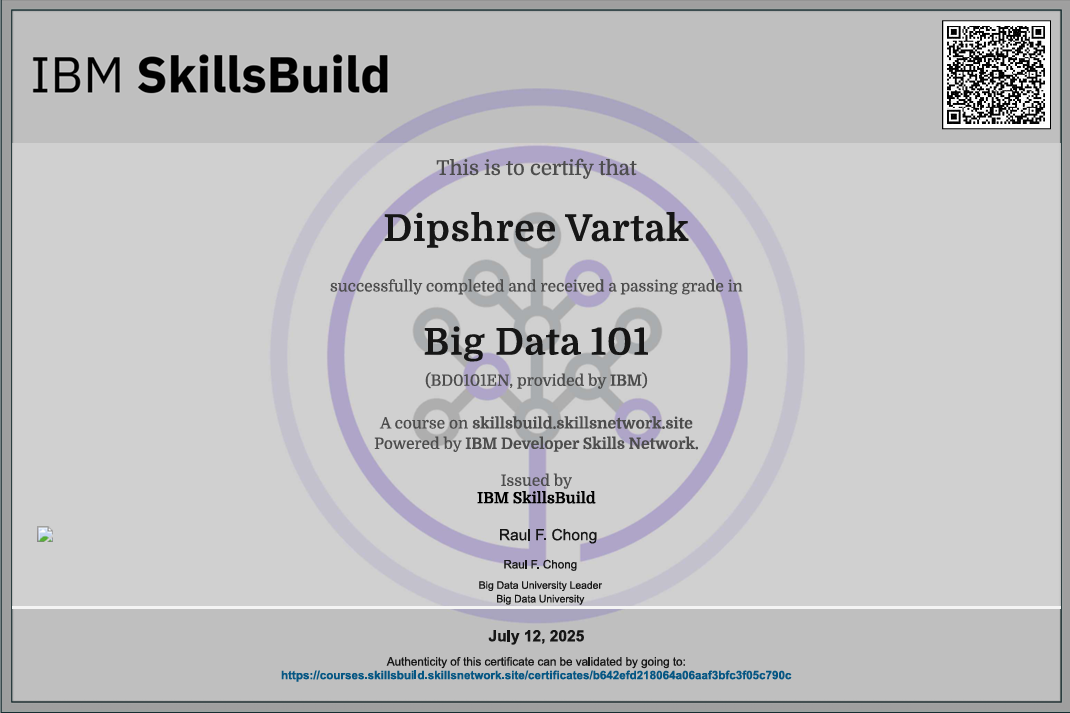 IBM SkillsBuild
This is to certify that
Dipshree Vartak
successfully completed and received a passing grade in
Big Data 101
(BD0101EN, provided by IBM)
A course on skillsbuild.skillsnetwork.site
Powered by IBM Developer Skills Network.
Issued by
IBM SkillsBuild
Raul F. Chong
Raul F. Chong
Big Data University Leader
Big Data University
July 12, 2025
Authenticity of this certificate can be validated by going to:
https://courses.skillsbuild.skillsnetwork.site/certificates/b642efd218064a06aaf3bfc3f05c790c